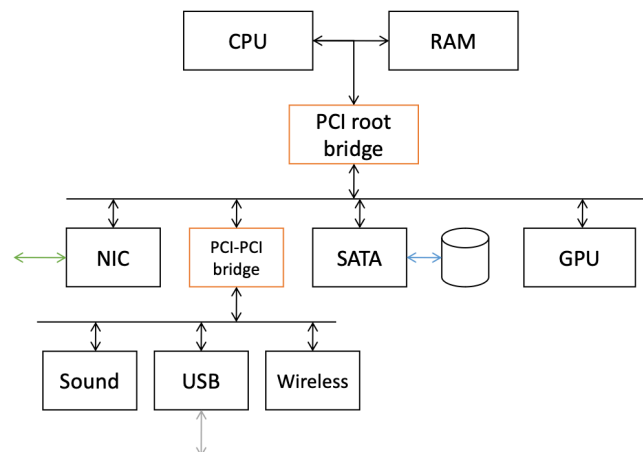 CPU
RAM
PCI root
bridge
NIC
PCI-PCI
bridge
SATA
GPU
Sound
USB
Wireless